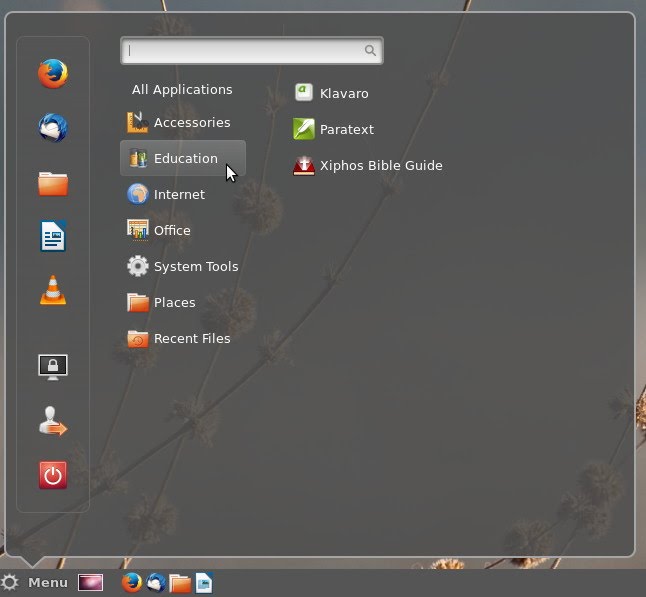 All Applications
Accessories
Education
Internet
Office
System Tools
Places
Recent Files
Klavaro
Paratext
Xiphos Bible Guide
Menu